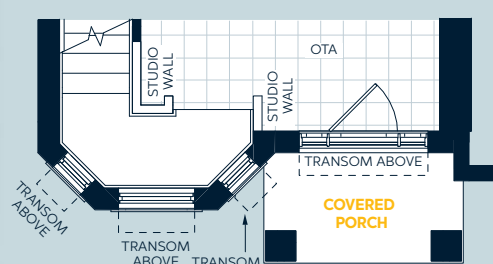 OTA
STUDIO
WALL
STUDIO
WALL
TRANSOM ABOVE
COVERED
PORCH
TRANSOM
ABOVE
TRANSOM
ABOVE
TRANSOM